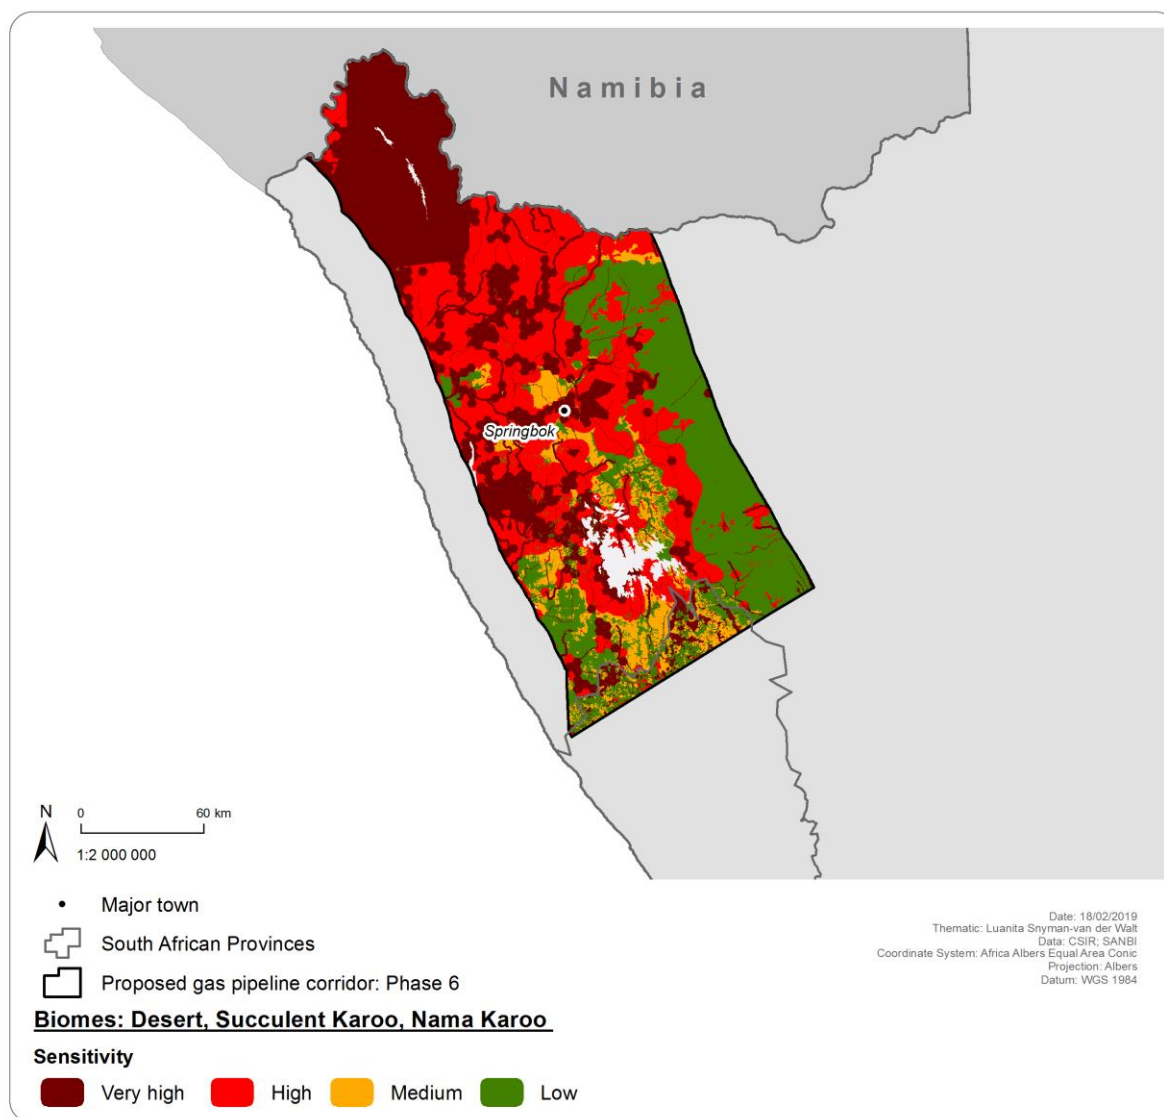 Namibia
Springbok
N
0 60 km
1:2 000 000
Major town
South African Provinces
Proposed gas pipeline corridor: Phase 6
Biomes: Desert, Succulent Karoo, Nama Karoo
Sensitivity
Very high High Medium Low
Date: 18/02/2019
Thematic: Luanita Snyman-van der Walt
Data: CSIR; SANBI
Coordinate System: Africa Albers Equal Area Conic
Projection: Albers
Datum: WGS 1984